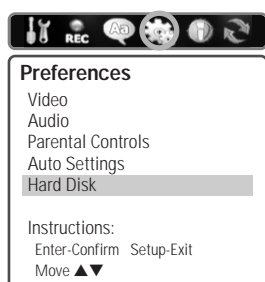 REC
Aa
Preferences
Video
Audio
Parental Controls
Auto Settings
Hard Disk
Instructions:
Enter-Confirm Setup-Exit
Move ▲▼